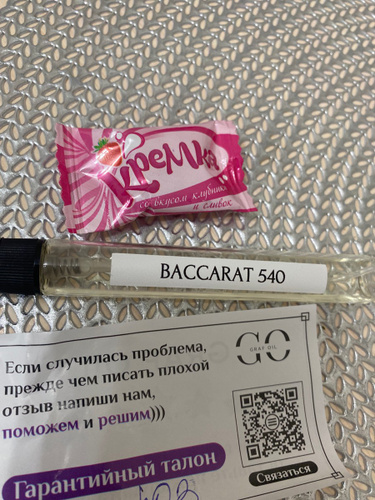 Кремка
со вкусом клубники
и сливок
BACCARAT 540
GO
GRAY OIL
Если случилась проблема,
прежде чем писать плохой
отзыв напиши нам,
поможем и решим)))
Гарантийный талон
Связаться